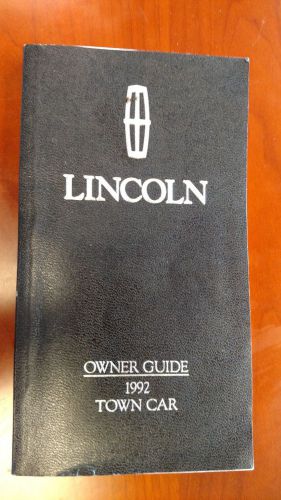 LINCOLN
OWNER GUIDE
1992
TOWN CAR